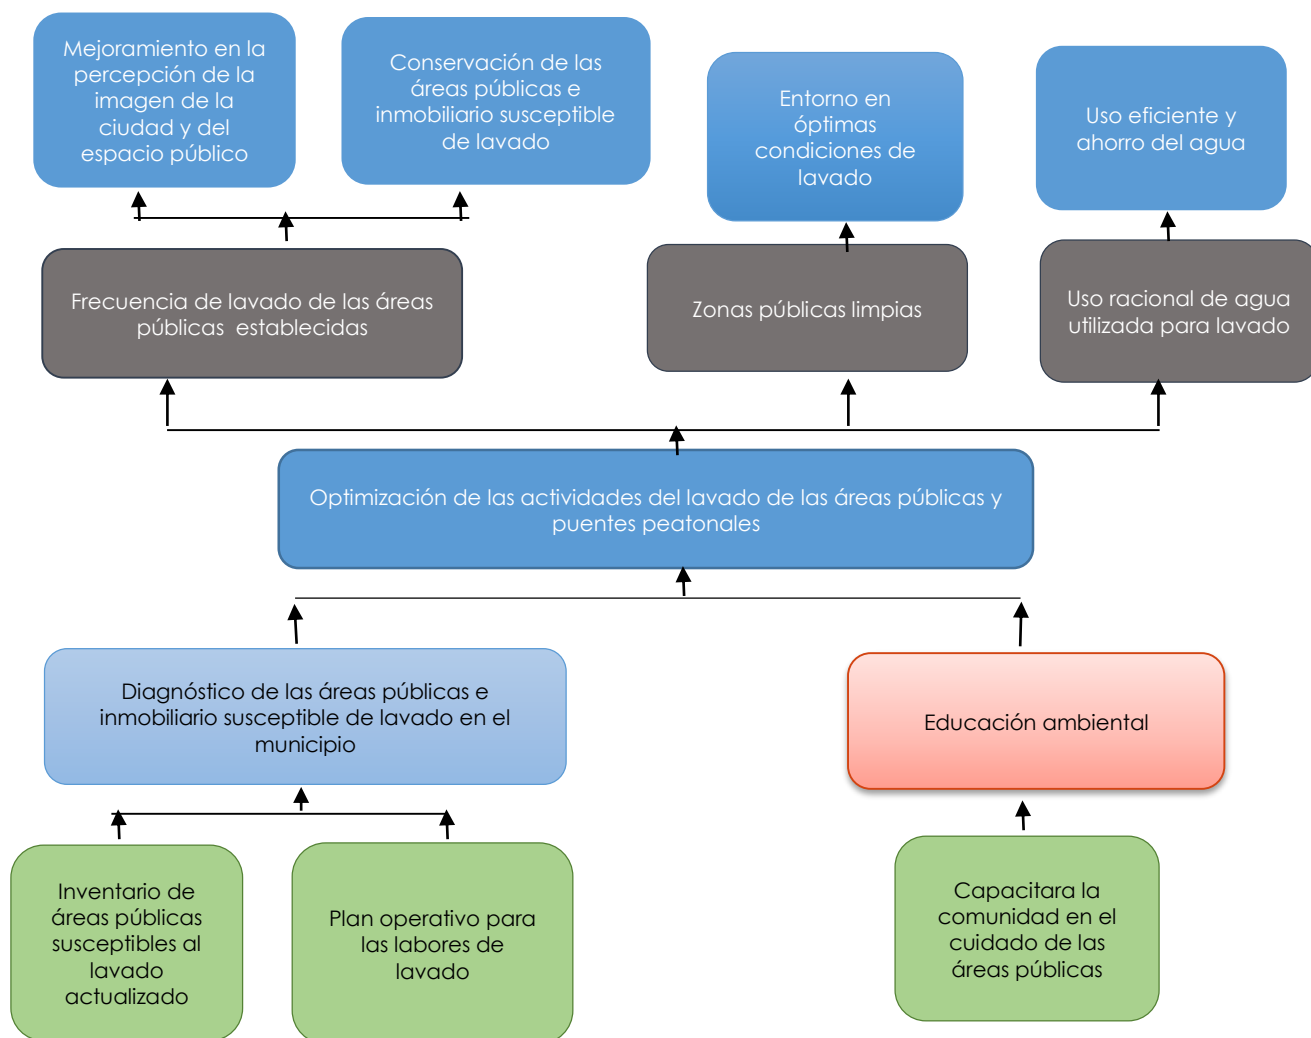 Mejoramiento en la
percepción de la
imagen de la
ciudad y del
espacio público
Conservación de las
áreas públicas e
inmobiliario susceptible
de lavado
Entorno en
óptimas
condiciones de
lavado
Uso eficiente y
ahorro del agua
Frecuencia de lavado de las áreas
públicas establecidas
Zonas públicas limpias
Uso racional de agua
utilizada para lavado
Optimización de las actividades del lavado de las áreas públicas y
puentes peatonales
Diagnóstico de las áreas públicas e
inmobiliario susceptible de lavado en el
municipio
Educación ambiental
Inventario de
áreas públicas
susceptibles al
lavado
actualizado
Plan operativo para
las labores de
lavado
Capacitara la
comunidad en el
cuidado de las
áreas públicas